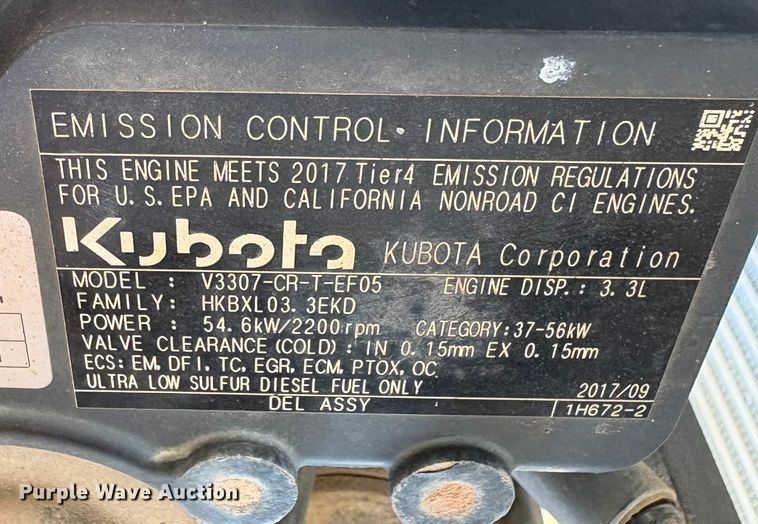 EMISSION CONTROL INFORMATION
THIS ENGINE MEETS 2017 Tier4 EMISSION REGULATIONS
FOR U.S.EPA AND CALIFORNIA NONROAD CI ENGINES.
Kubota KUBOTA Corporation
MODEL : V3307-CR-T-EF05 ENGINE DISP.: 3.3L
FAMILY: HKBXL03.3EKD
POWER : 54.6kW/2200rpm CATEGORY:37-56kW
VALVE CLEARANCE(COLD): IN 0.15mm EX 0.15mm
ECS: EM, DFI, TC, EGR, ECM, PTOX, OC
ULTRA LOW SULFUR DIESEL FUEL ONLY 2017/09
DEL ASSY 1H672-2
Purple Wave Auction